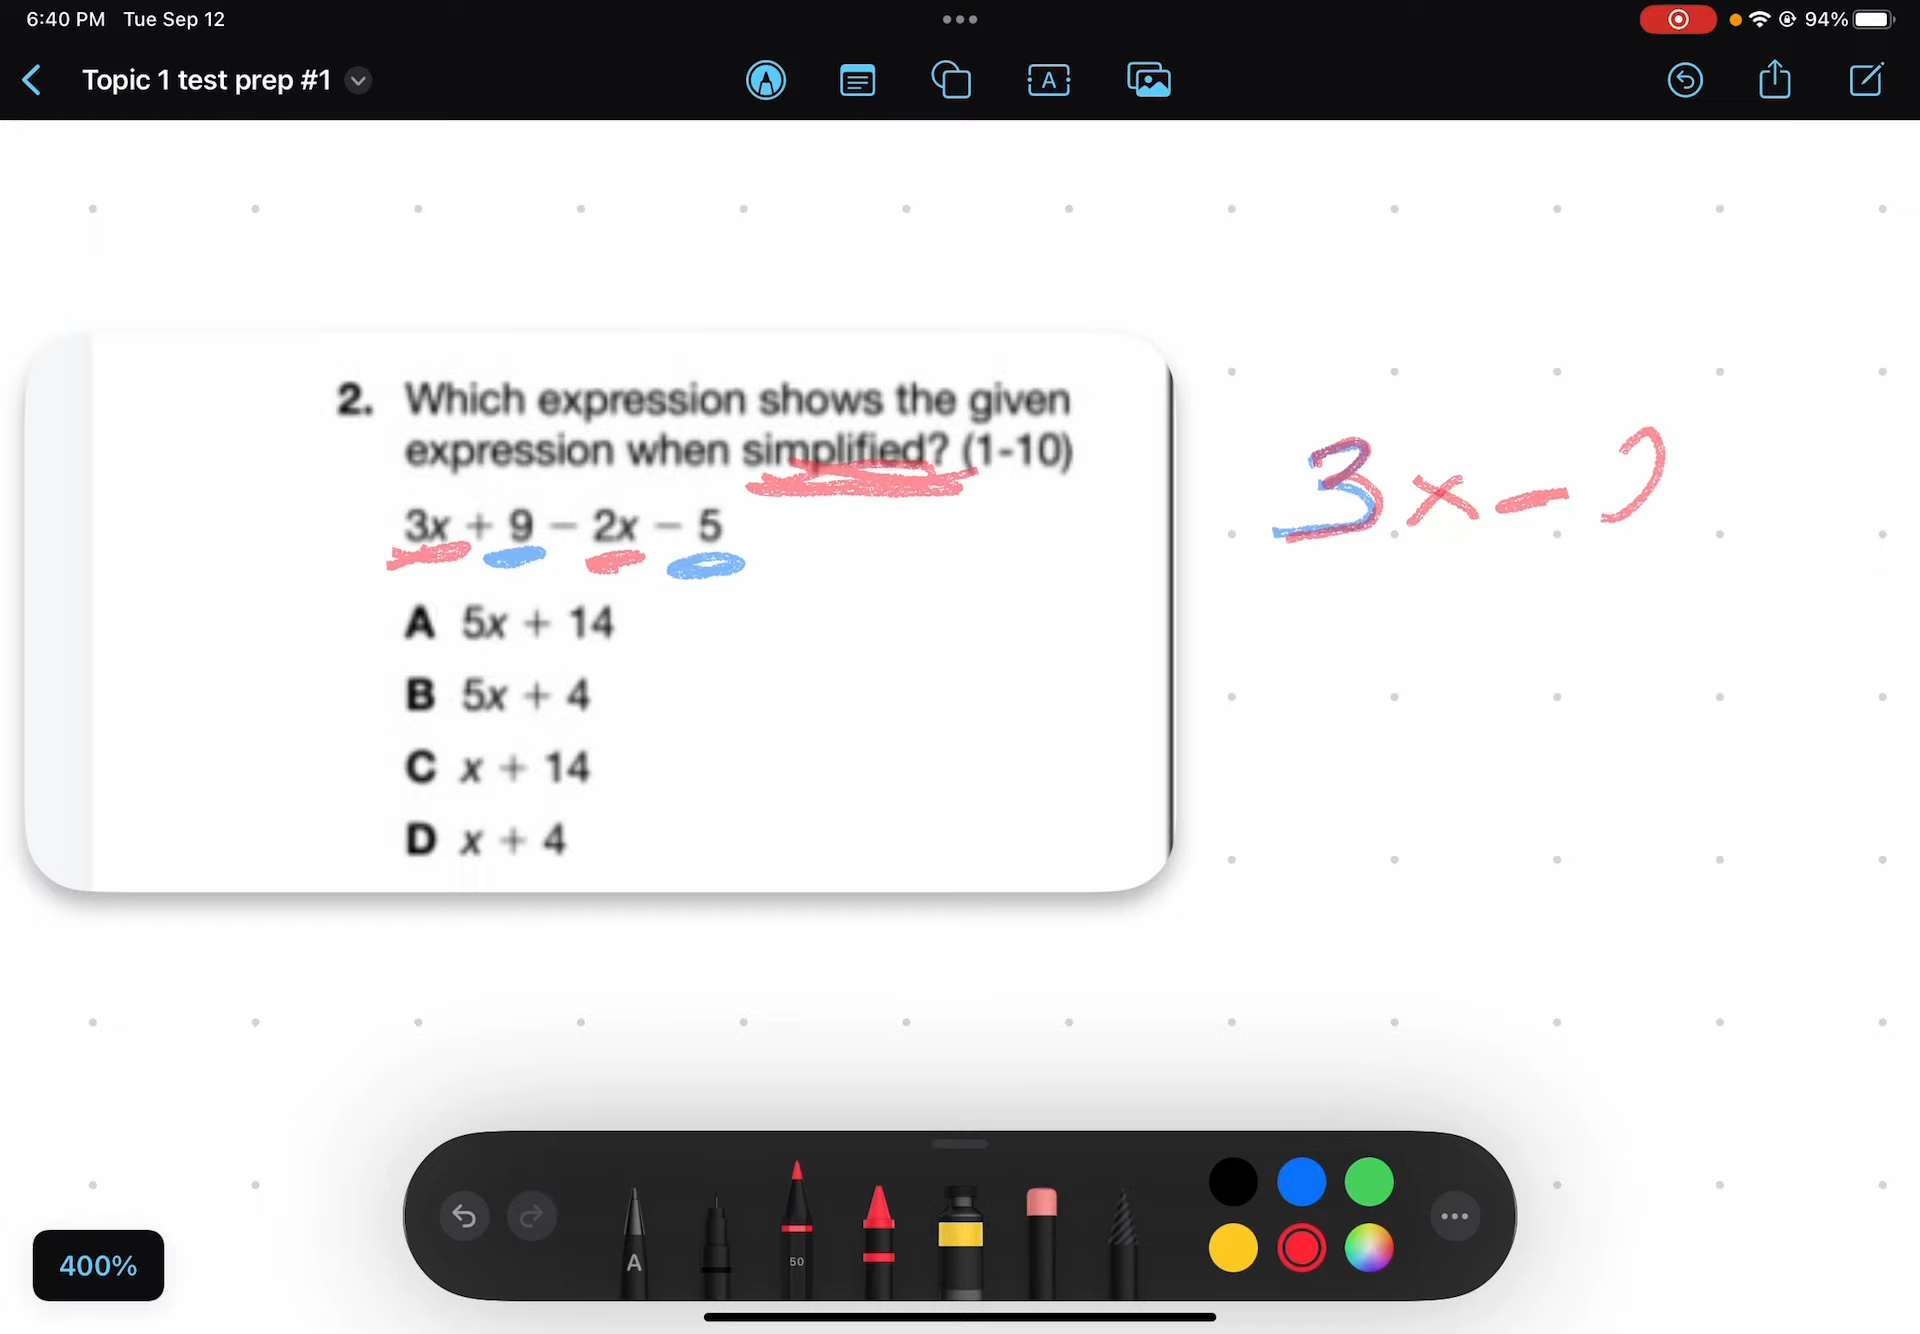 6:40 PM Tue Sep 12
94%
Topic 1 test prep #1
A
2. Which expression shows the given
expression when simplified? (1-10)
3x + 9 − 2x − 5
A 5x + 14
B 5x + 4
C x + 14
D x + 4
3x -
A
50
400%